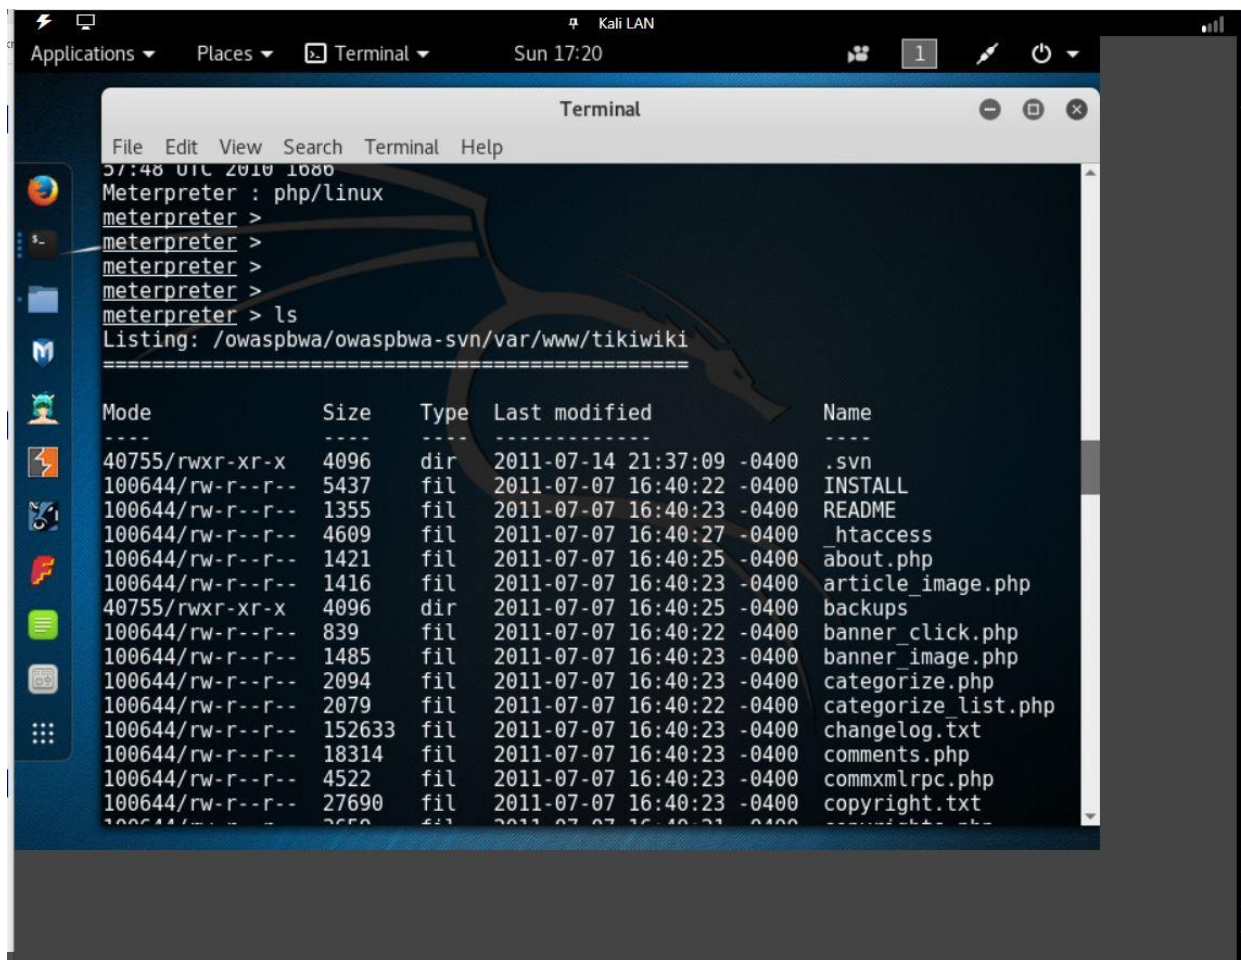 Kali LAN
Applications Places Terminal Sun 17:20 1
Terminal
File Edit View Search Terminal Help
57:48 UTC 2010 1686
Meterpreter : php/linux
meterpreter >
meterpreter >
meterpreter >
meterpreter >
meterpreter > ls
Listing: /owaspbwa/owaspbwa-svn/var/www/tikiwiki
================================================
Mode Size Type Last modified Name
---- ---- ---- ------------- ----
40755/rwxr-xr-x 4096 dir 2011-07-14 21:37:09 -0400 .svn
100644/rw-r--r-- 5437 fil 2011-07-07 16:40:22 -0400 INSTALL
100644/rw-r--r-- 1355 fil 2011-07-07 16:40:23 -0400 README
100644/rw-r--r-- 4609 fil 2011-07-07 16:40:27 -0400 _htaccess
100644/rw-r--r-- 1421 fil 2011-07-07 16:40:25 -0400 about.php
100644/rw-r--r-- 1416 fil 2011-07-07 16:40:23 -0400 article_image.php
40755/rwxr-xr-x 4096 dir 2011-07-07 16:40:25 -0400 backups
100644/rw-r--r-- 839 fil 2011-07-07 16:40:22 -0400 banner_click.php
100644/rw-r--r-- 1485 fil 2011-07-07 16:40:23 -0400 banner_image.php
100644/rw-r--r-- 2094 fil 2011-07-07 16:40:23 -0400 categorize.php
100644/rw-r--r-- 2079 fil 2011-07-07 16:40:22 -0400 categorize_list.php
100644/rw-r--r-- 152633 fil 2011-07-07 16:40:23 -0400 changelog.txt
100644/rw-r--r-- 18314 fil 2011-07-07 16:40:23 -0400 comments.php
100644/rw-r--r-- 4522 fil 2011-07-07 16:40:23 -0400 commxmlrpc.php
100644/rw-r--r-- 27690 fil 2011-07-07 16:40:23 -0400 copyright.txt